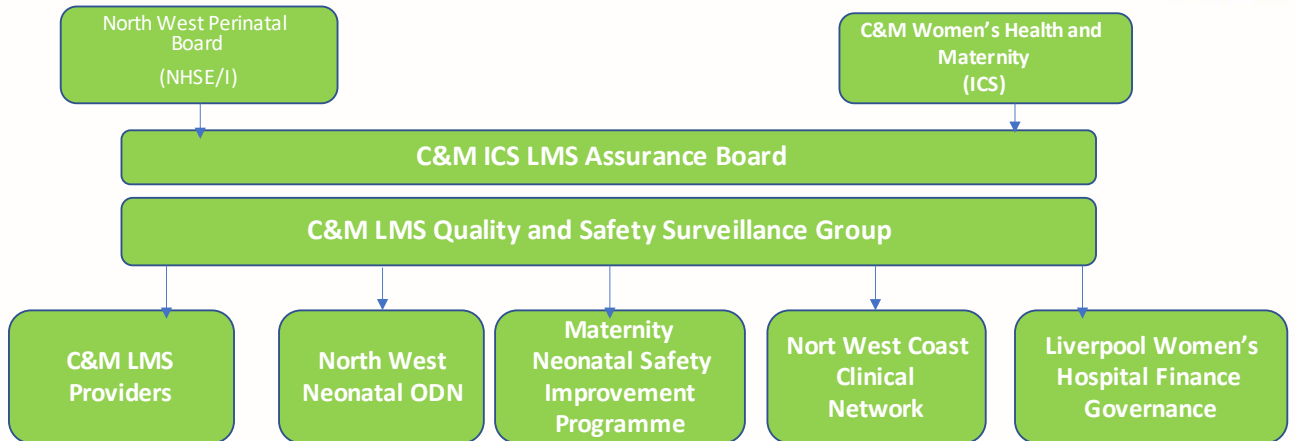 North West Perinatal
Board
(NHSE/I)
C&M Women's Health and
Maternity
(ICS)
C&M ICS LMS Assurance Board
C&M LMS Quality and Safety Surveillance Group
C&M LMS
Providers
North West
Neonatal ODN
Maternity
Neonatal Safety
Improvement
Programme
Nort West Coast
Clinical
Network
Liverpool Women's
Hospital Finance
Governance